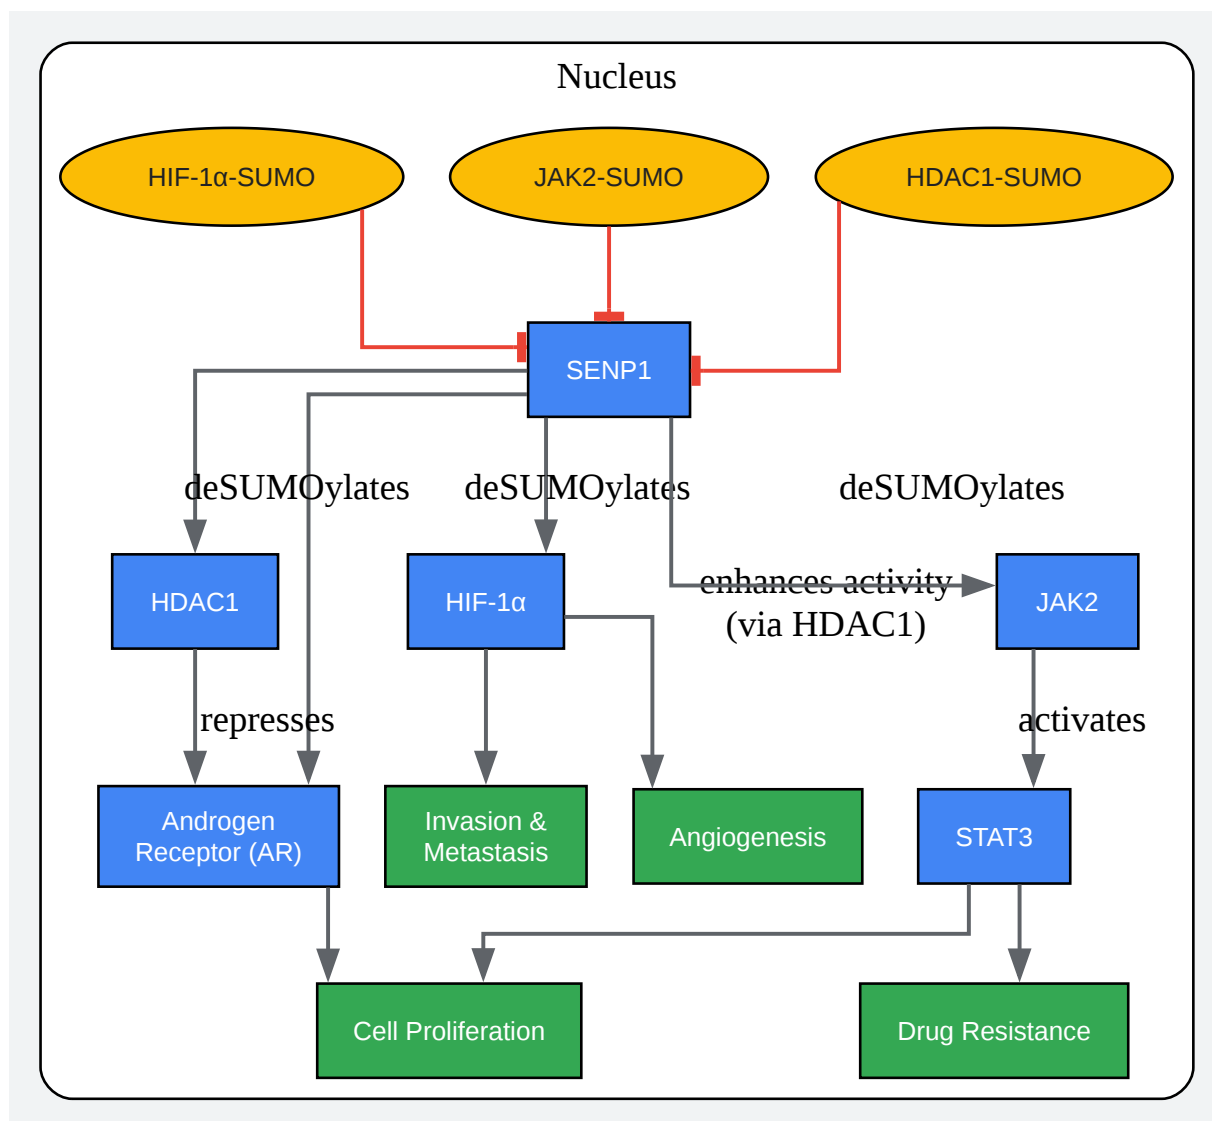 Nucleus
HIF-1α-SUMO
JAK2-SUMO
HDAC1-SUMO
SENP1
deSUMOylates
deSUMOylates
deSUMOylates
enhances activity
(via HDAC1)
HDAC1
HIF-1α
JAK2
represses
activates
Androgen
Receptor (AR)
Invasion &
Metastasis
Angiogenesis
STAT3
Cell Proliferation
Drug Resistance